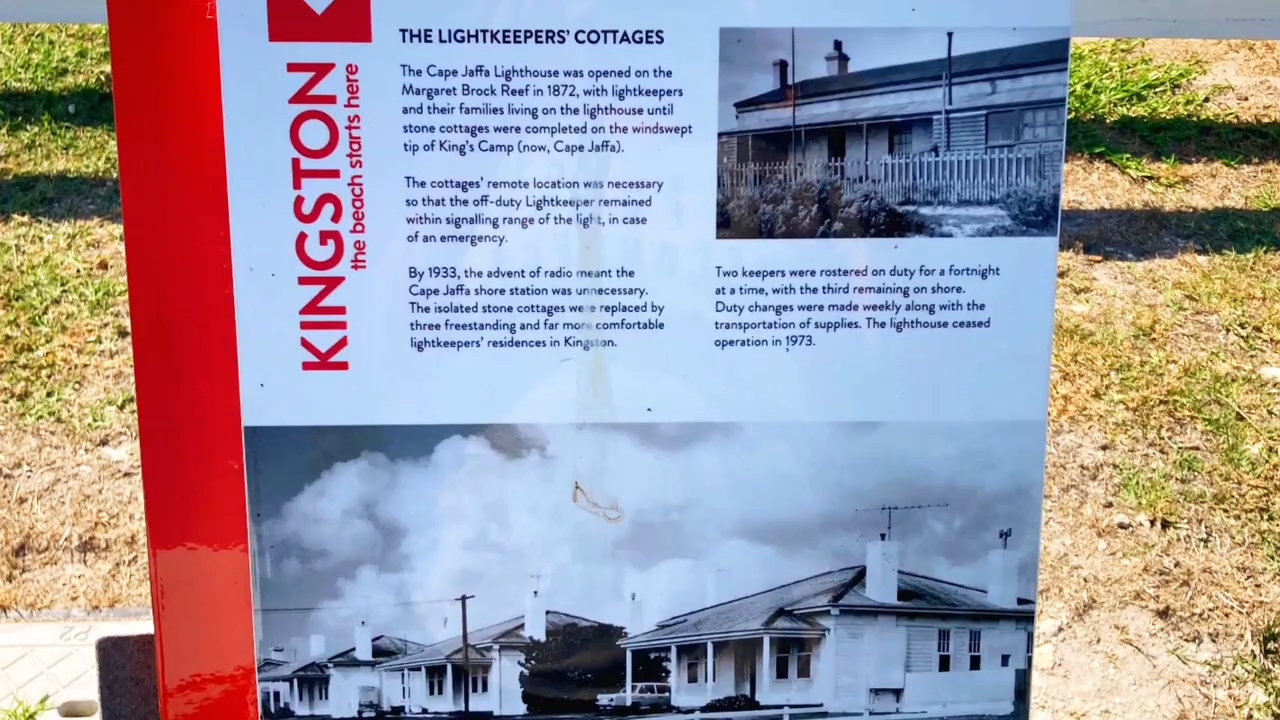 KINGSTON
the beach starts here
THE LIGHTKEEPERS' COTTAGES
The Cape Jaffa Lighthouse was opened on the
Margaret Brock Reef in 1872, with lightkeepers
and their families living on the lighthouse until
stone cottages were completed on the windswept
tip of King's Camp (now, Cape Jaffa).
The cottages' remote location was necessary
so that the off-duty Lightkeeper remained
within signalling range of the light, in case
of an emergency.
By 1933, the advent of radio meant the
Cape Jaffa shore station was unnecessary.
The isolated stone cottages were replaced by
three freestanding and far more comfortable
lightkeepers' residences in Kingston.
Two keepers were rostered on duty for a fortnight
at a time, with the third remaining on shore.
Duty changes were made weekly along with the
transportation of supplies. The lighthouse ceased
operation in 1973.